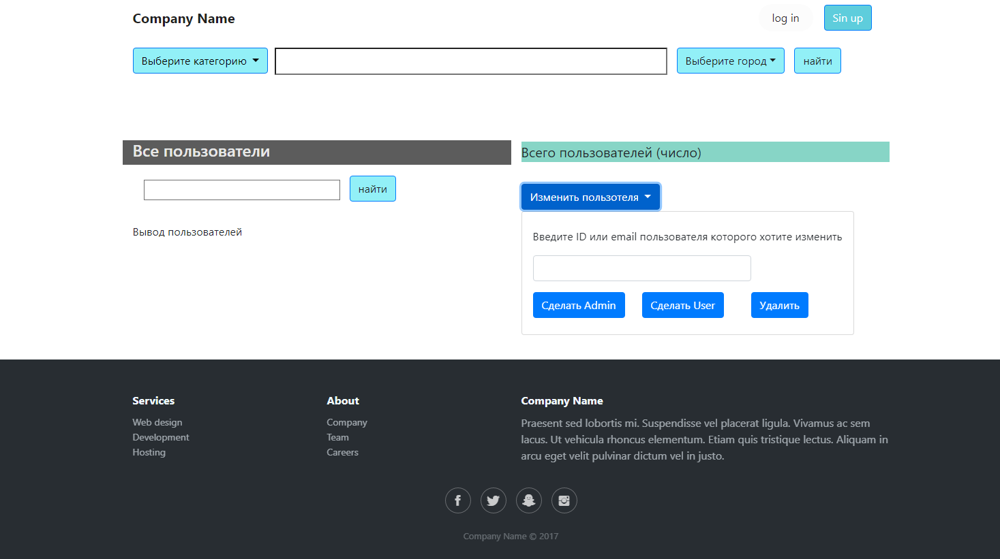 Company Name
log in
Sin up
Выберите категорию
Выберите город
найти
Все пользователи
найти
Вывод пользователей
Всего пользователей (число)
Изменить пользотеля
Введите ID или email пользователя которого хотите изменить
Сделать Admin
Сделать User
Удалить
Services
Web design
Development
Hosting
About
Company
Team
Careers
Company Name
Praesent sed lobortis mi. Suspendisse vel placerat ligula. Vivamus ac sem
lacus. Ut vehicula rhoncus elementum. Etiam quis tristique lectus. Aliquam in
arcu eget velit pulvinar dictum vel in justo.
Company Name © 2017